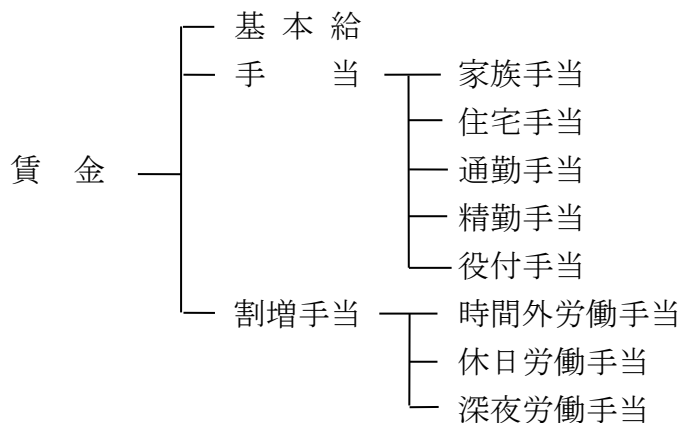 基本給
手当
家族手当
住宅手当
賃金
通勤手当
精勤手当
役付手当
割増手当
時間外労働手当
休日労働手当
深夜労働手当